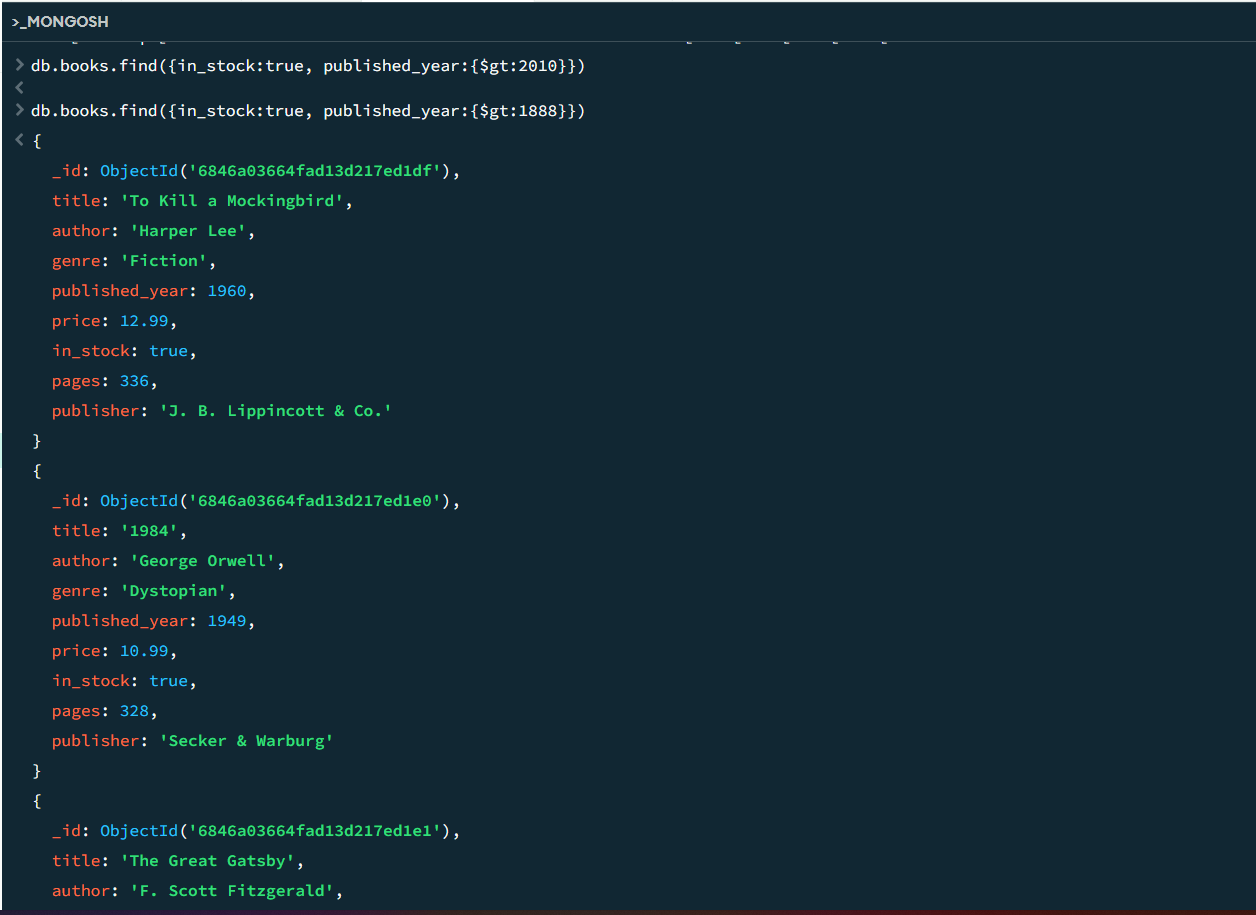 >_MONGOSH
> db.books.find({in_stock:true, published_year:{$gt:2010}})
<
> db.books.find({in_stock:true, published_year:{$gt:1888}})
< {
_id: ObjectId('6846a03664fad13d217ed1df'),
title: 'To Kill a Mockingbird',
author: 'Harper Lee',
genre: 'Fiction',
published_year: 1960,
price: 12.99,
in_stock: true,
pages: 336,
publisher: 'J. B. Lippincott & Co.'
}
{
_id: ObjectId('6846a03664fad13d217ed1e0'),
title: '1984',
author: 'George Orwell',
genre: 'Dystopian',
published_year: 1949,
price: 10.99,
in_stock: true,
pages: 328,
publisher: 'Secker & Warburg'
}
{
_id: ObjectId('6846a03664fad13d217ed1e1'),
title: 'The Great Gatsby',
author: 'F. Scott Fitzgerald',